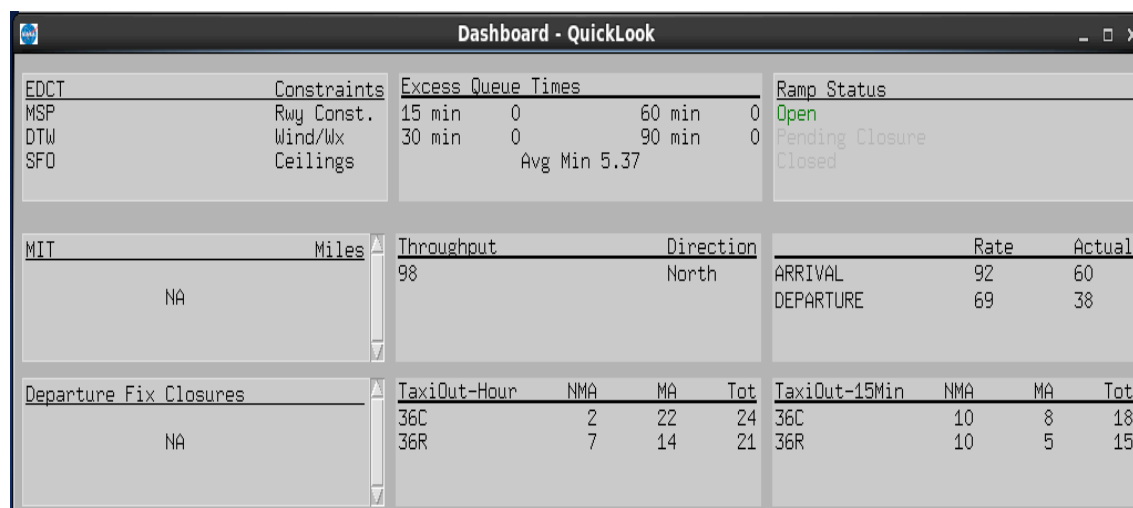 Dashboard - QuickLook
EDCT Constraints
MSP Rwy Const.
DTW Wind/Wx
SFO Ceilings
Excess Queue Times
15 min 0 60 min 0
30 min 0 90 min 0
Avg Min 5.37
Ramp Status
Open
Pending Closure
Closed
MIT Miles
NA
Throughput Direction
98 North
Rate Actual
ARRIVAL 92 60
DEPARTURE 69 38
Departure Fix Closures
NA
TaxiOut-Hour NMA MA Tot
36C 2 22 24
36R 7 14 21
TaxiOut-15Min NMA MA Tot
36C 10 8 18
36R 10 5 15